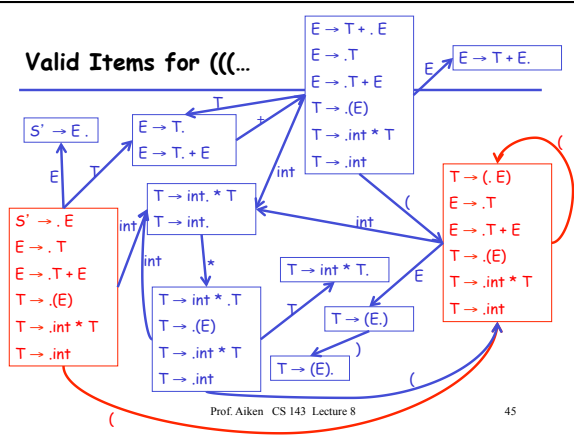 Valid Items for (((…
E → T + . E
E → .T
E → .T + E
T → .(E)
T → .int * T
T → .int
E
E → T + E.
T
+
S’ → E .
E → T.
E → T. + E
E
T
int
(
(
T → (. E)
E → .T
E → .T + E
T → .(E)
T → .int * T
T → .int
T → int. * T
T → int.
int
S’ → . E
E → . T
E → .T + E
T → .(E)
T → .int * T
T → .int
int
int
*
T → int * .T
T → .(E)
T → .int * T
T → .int
T
T → int * T.
E
T → (E.)
)
T → (E).
(
(
Prof. Aiken CS 143 Lecture 8
45